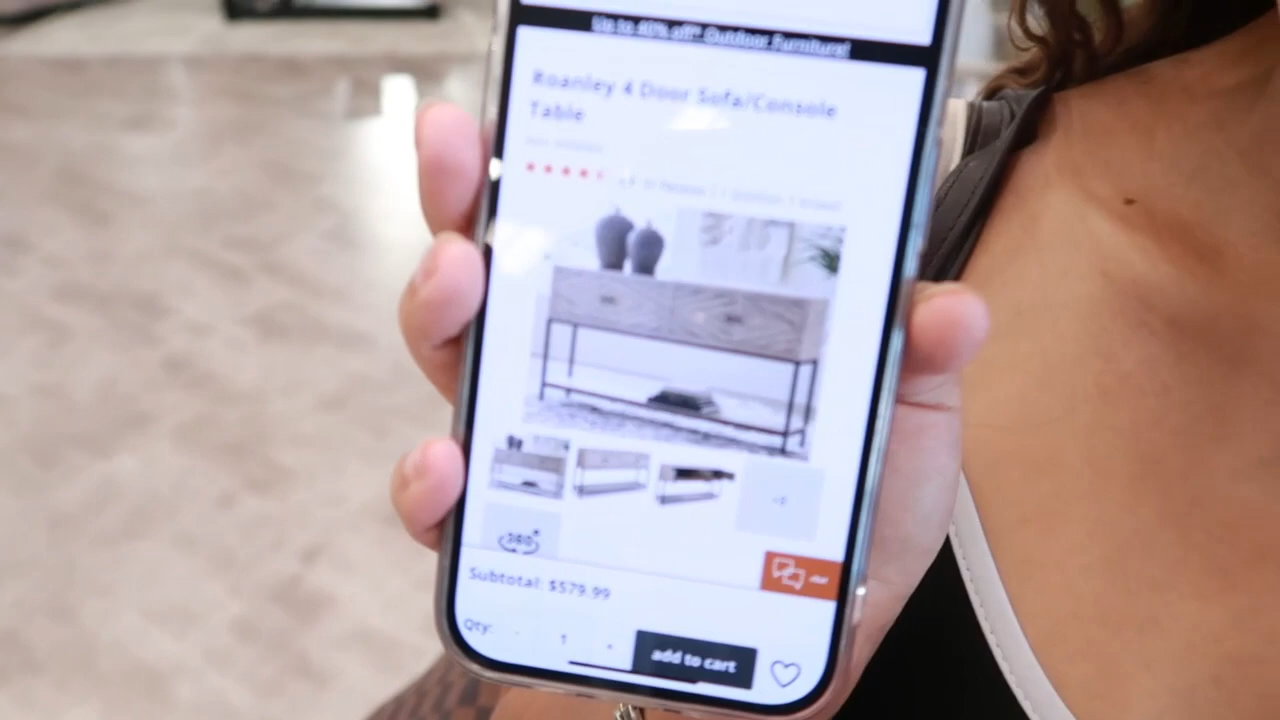 Up to 40% off* Outdoor Furniture!
Roanley 4 Door Sofa/Console
Table
360
Subtotal: $579.99
chat
Qty: - 1 +
add to cart